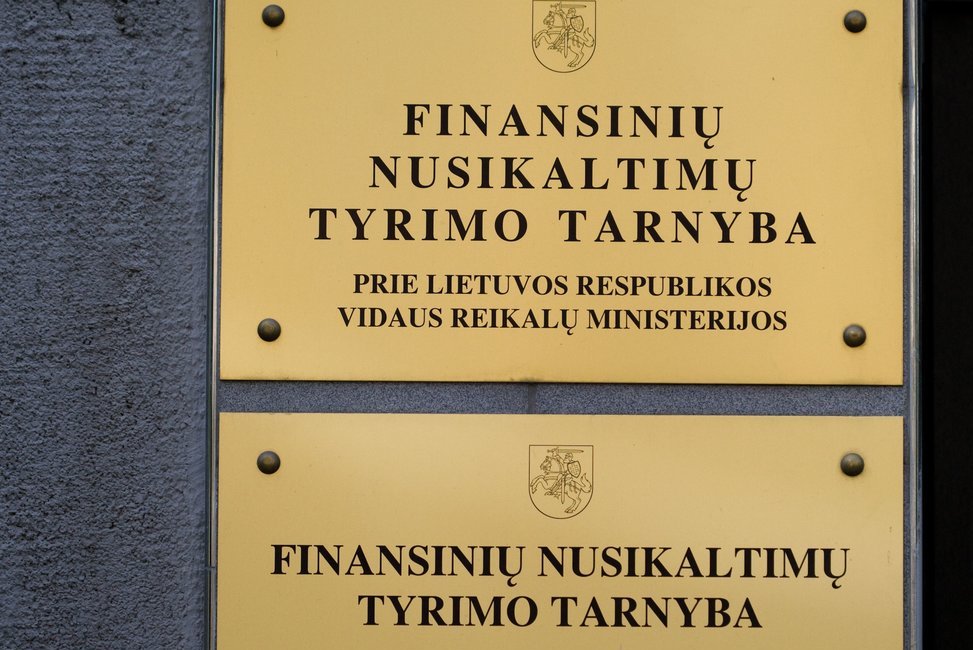 FINANSINIŲ
NUSIKALTIMŲ
TYRIMO TARNYBA
PRIE LIETUVOS RESPUBLIKOS
VIDAUS REIKALŲ MINISTERIJOS
FINANSINIŲ NUSIKALTIMŲ
TYRIMO TARNYBA